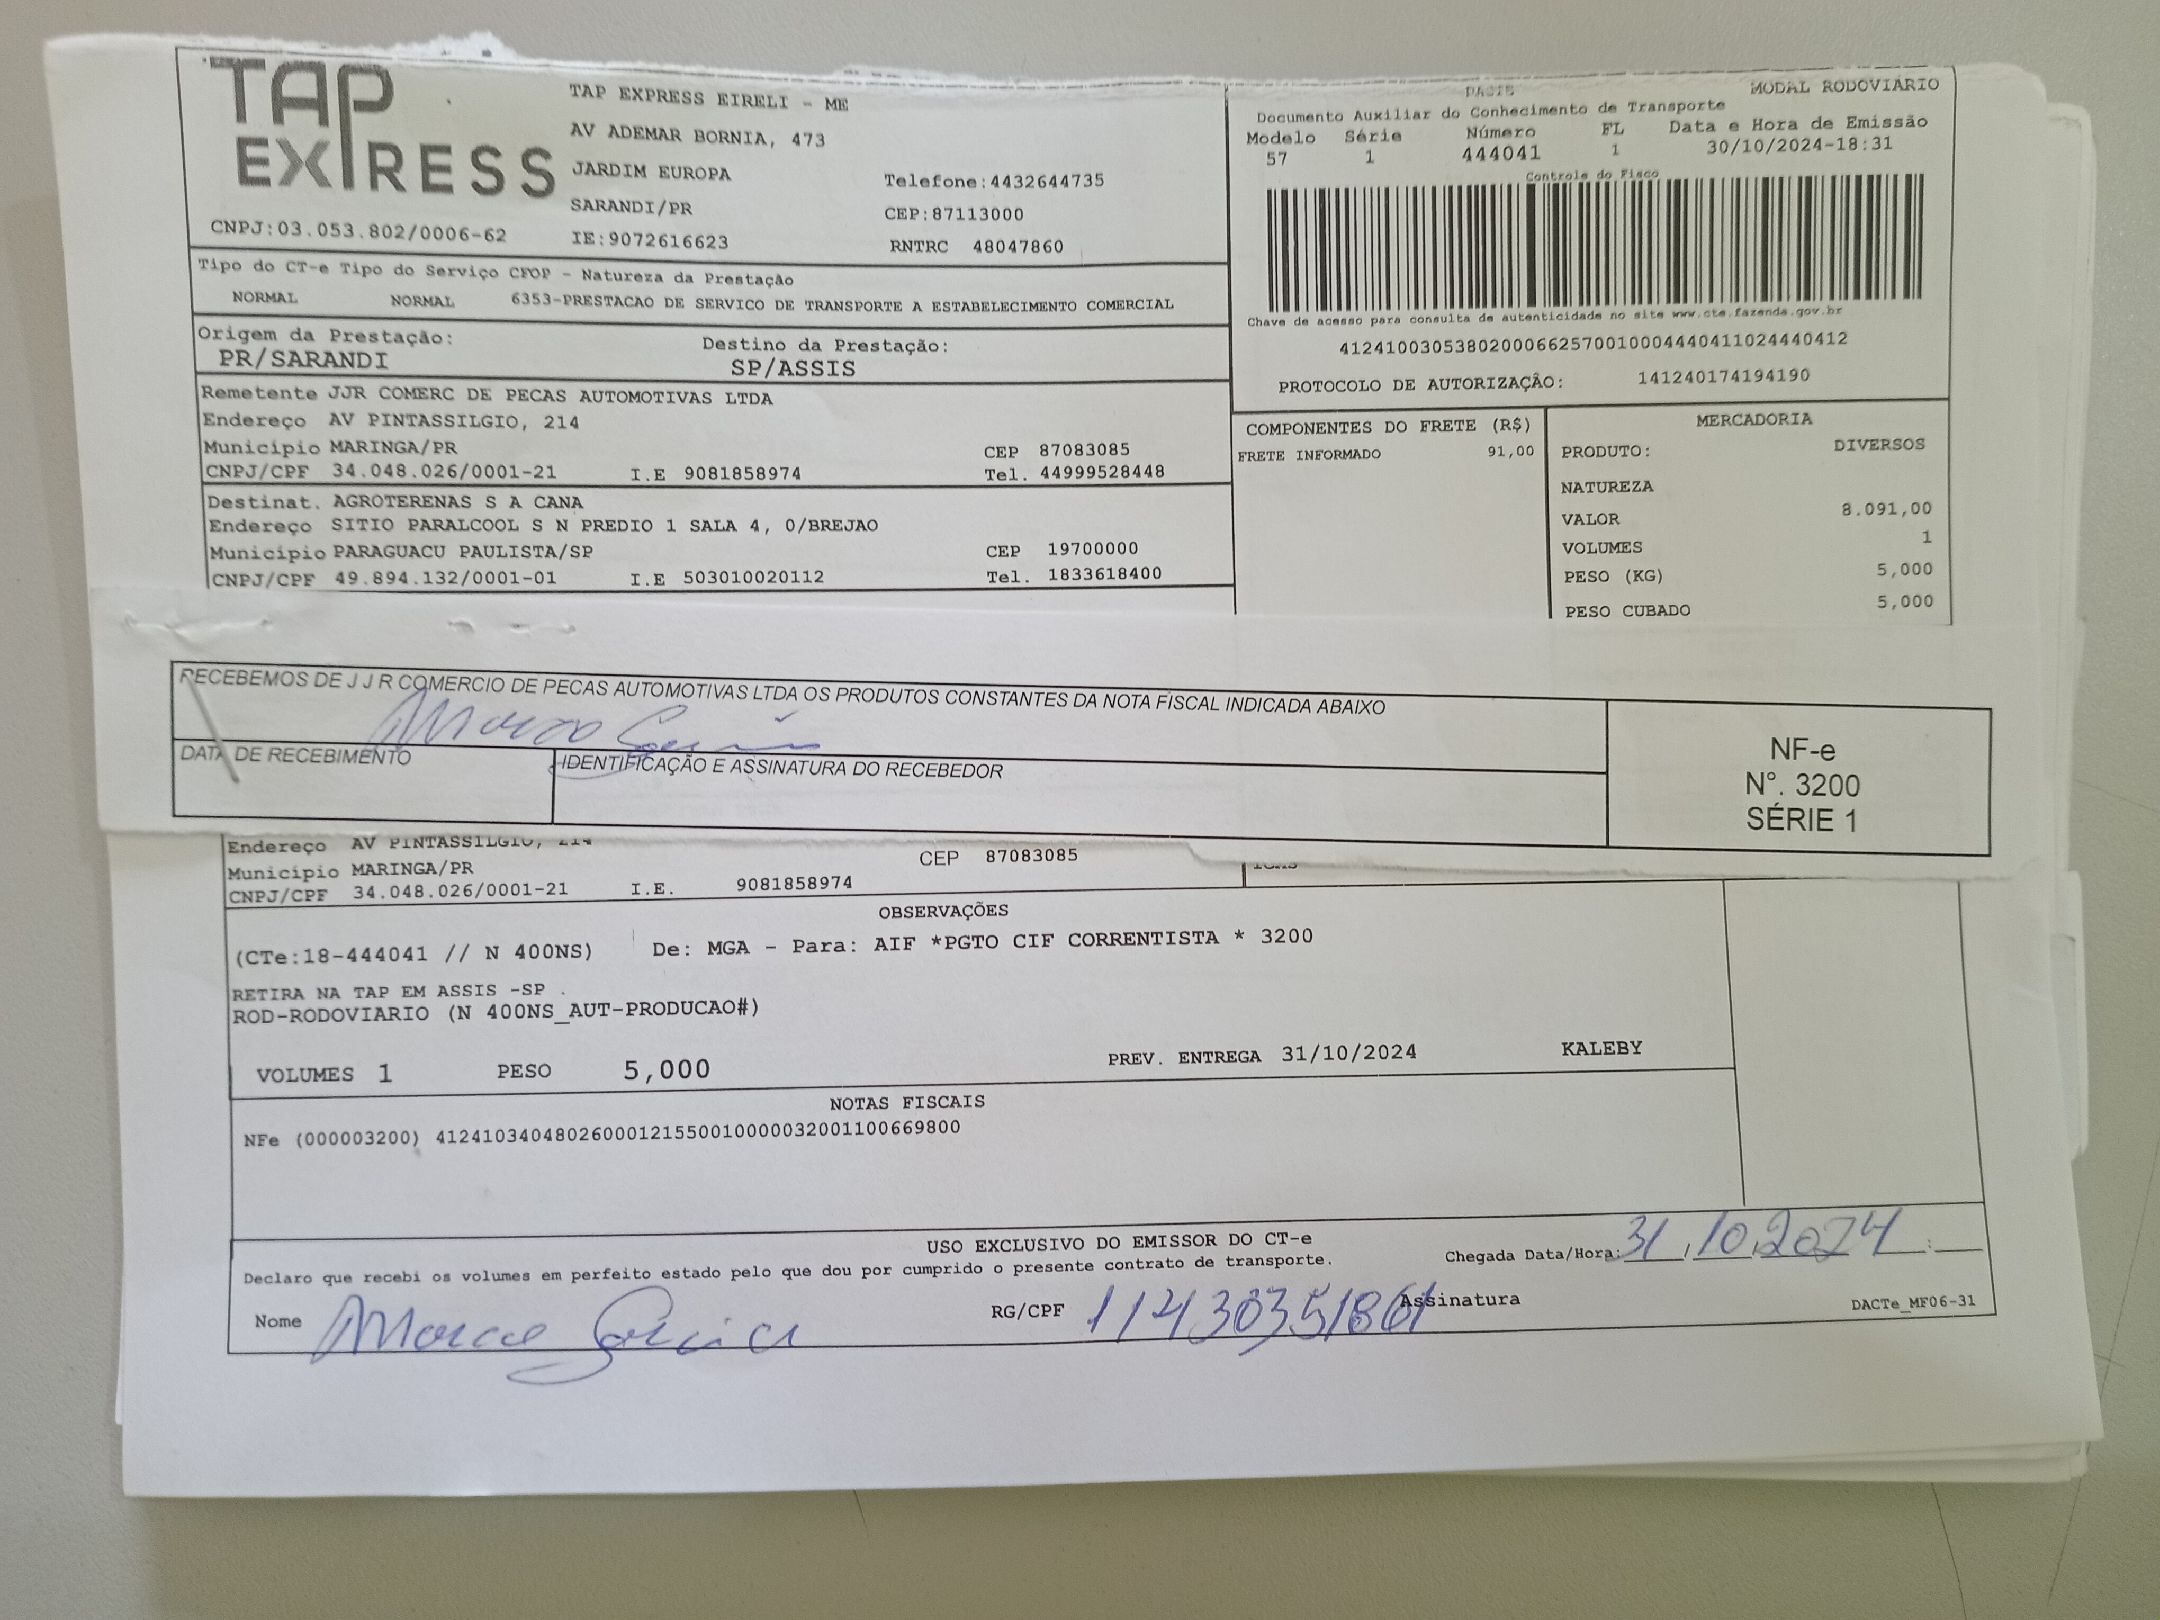 TAP EXPRESS
TAP EXPRESS EIRELI - ME
AV ADEMAR BORNIA, 473
JARDIM EUROPA
Telefone:4432644735
SARANDI/PR
CEP:87113000
CNPJ:03.053.802/0006-62
IE:9072616623
RNTRC 48047860
DACTE
MODAL RODOVIÁRIO
Documento Auxiliar do Conhecimento de Transporte
Modelo Série Número FL Data e Hora de Emissão
57 1 444041 1 30/10/2024-18:31
Controle do Fisco
Chave de acesso para consulta de autenticidade no site www.cte.fazenda.gov.br
41241003053802000662570010004440411024440412
PROTOCOLO DE AUTORIZAÇÃO: 141240174194190
Tipo do CT-e Tipo do Serviço CFOP - Natureza da Prestação
NORMAL NORMAL 6353-PRESTACAO DE SERVICO DE TRANSPORTE A ESTABELECIMENTO COMERCIAL
Origem da Prestação: Destino da Prestação:
PR/SARANDI SP/ASSIS
Remetente JJR COMERC DE PECAS AUTOMOTIVAS LTDA
Endereço AV PINTASSILGIO, 214
Município MARINGA/PR CEP 87083085
CNPJ/CPF 34.048.026/0001-21 I.E 9081858974 Tel. 44999528448
Destinat. AGROTERENAS S A CANA
Endereço SITIO PARALCOOL S N PREDIO 1 SALA 4, 0/BREJAO
Município PARAGUACU PAULISTA/SP CEP 19700000
CNPJ/CPF 49.894.132/0001-01 I.E 503010020112 Tel. 1833618400
COMPONENTES DO FRETE (R$)
FRETE INFORMADO 91,00
MERCADORIA
PRODUTO: DIVERSOS
NATUREZA
VALOR 8.091,00
VOLUMES 1
PESO (KG) 5,000
PESO CUBADO 5,000
RECEBEMOS DE J J R COMERCIO DE PECAS AUTOMOTIVAS LTDA OS PRODUTOS CONSTANTES DA NOTA FISCAL INDICADA ABAIXO
DATA DE RECEBIMENTO
IDENTIFICAÇÃO E ASSINATURA DO RECEBEDOR
NF-e
N°. 3200
SÉRIE 1
Endereço AV PINTASSILGIO, 214
Município MARINGA/PR CEP 87083085
CNPJ/CPF 34.048.026/0001-21 I.E. 9081858974
OBSERVAÇÕES
(CTe:18-444041 // N 400NS) De: MGA - Para: AIF *PGTO CIF CORRENTISTA * 3200
RETIRA NA TAP EM ASSIS -SP .
ROD-RODOVIARIO (N 400NS_AUT-PRODUCAO#)
VOLUMES 1 PESO 5,000 PREV. ENTREGA 31/10/2024 KALEBY
NOTAS FISCAIS
NFe (000003200) 41241034048026000121550010000032001100669800
USO EXCLUSIVO DO EMISSOR DO CT-e
Chegada Data/Hora: 31,10,2024 :
Declaro que recebi os volumes em perfeito estado pelo que dou por cumprido o presente contrato de transporte.
Nome RG/CPF 11430351861 Assinatura
DACTe_MF06-31